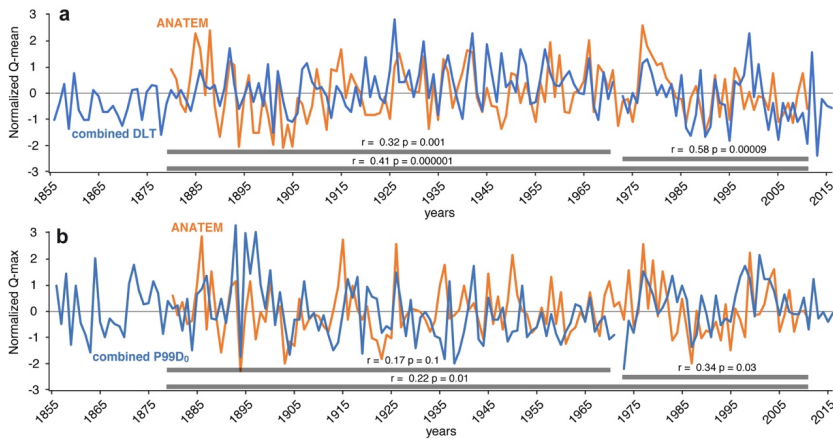 a
ANATEM
Normalized Q-mean
3
2
1
0
-1
-2
-3
combined DLT
r = 0.32 p = 0.001
r = 0.58 p = 0.00009
r = 0.41 p = 0.000001
1855 1865 1875 1885 1895 1905 1915 1925 1935 1945 1955 1965 1975 1985 1995 2005 2015
years
b
ANATEM
Normalized Q-max
3
2
1
0
-1
-2
-3
combined P99D₀
r = 0.17 p = 0.1
r = 0.34 p = 0.03
r = 0.22 p = 0.01
1855 1865 1875 1885 1895 1905 1915 1925 1935 1945 1955 1965 1975 1985 1995 2005 2015
years